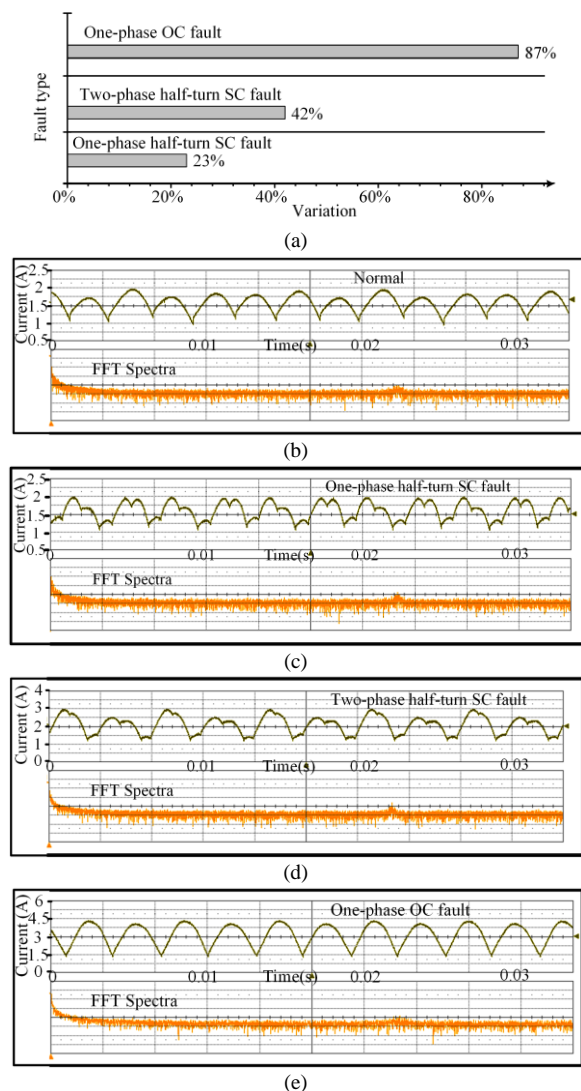 One-phase OC fault
87%
Two-phase half-turn SC fault
42%
One-phase half-turn SC fault
23%
Fault type
0% 20% 40% 60% 80%
Variation
(a)
2.5
2
1.5
1
0.5
Current (A)
Normal
0 0.01 0.02 0.03
Time(s)
FFT Spectra
(b)
2.5
2
1.5
1
0.5
Current (A)
One-phase half-turn SC fault
0 0.01 0.02 0.03
Time(s)
FFT Spectra
(c)
4
3
2
1
0
Current (A)
Two-phase half-turn SC fault
0 0.01 0.02 0.03
Time(s)
FFT Spectra
(d)
6
4.5
3
1.5
0
Current (A)
One-phase OC fault
0 0.01 0.02 0.03
Time(s)
FFT Spectra
(e)